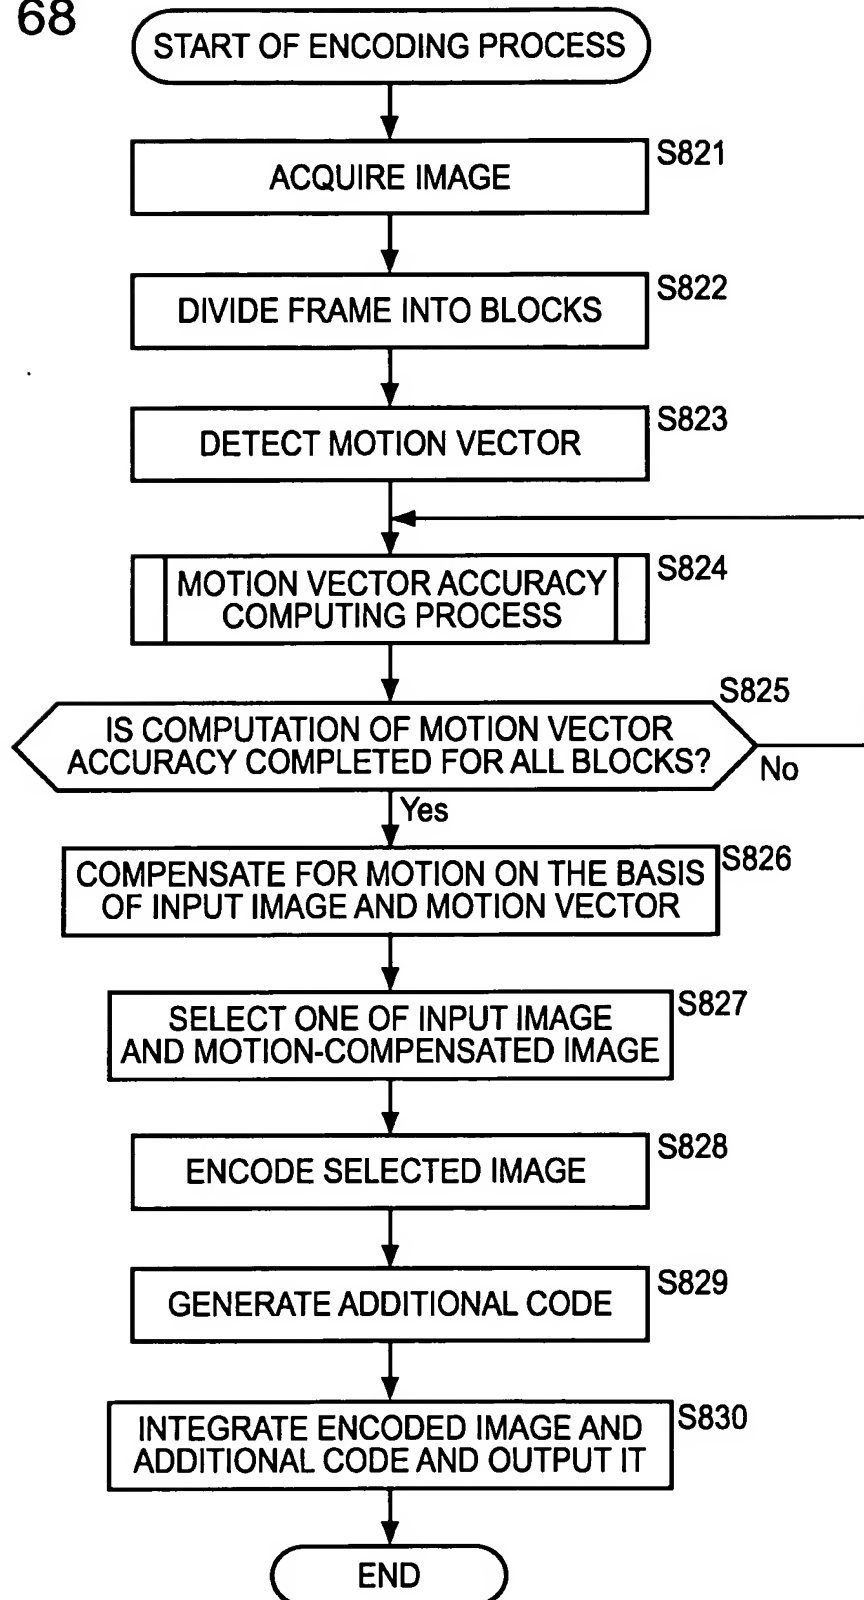 68
START OF ENCODING PROCESS
S821
ACQUIRE IMAGE
S822
DIVIDE FRAME INTO BLOCKS
S823
DETECT MOTION VECTOR
S824
MOTION VECTOR ACCURACY
COMPUTING PROCESS
S825
IS COMPUTATION OF MOTION VECTOR
ACCURACY COMPLETED FOR ALL BLOCKS?
No
Yes
S826
COMPENSATE FOR MOTION ON THE BASIS
OF INPUT IMAGE AND MOTION VECTOR
S827
SELECT ONE OF INPUT IMAGE
AND MOTION-COMPENSATED IMAGE
S828
ENCODE SELECTED IMAGE
S829
GENERATE ADDITIONAL CODE
S830
INTEGRATE ENCODED IMAGE AND
ADDITIONAL CODE AND OUTPUT IT
END